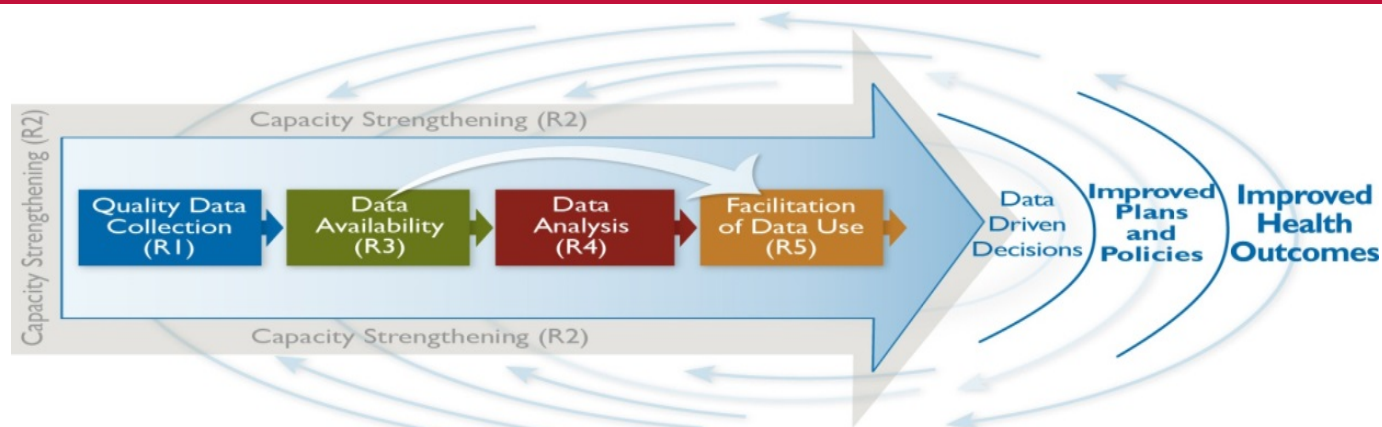 Capacity Strengthening (R2)
Capacity Strengthening (R2)
Quality Data
Collection
(R1)
Data
Availability
(R3)
Data
Analysis
(R4)
Facilitation
of Data Use
(R5)
Data
Driven
Decisions
Improved
Plans
and
Policies
Improved
Health
Outcomes
Capacity Strengthening (R2)